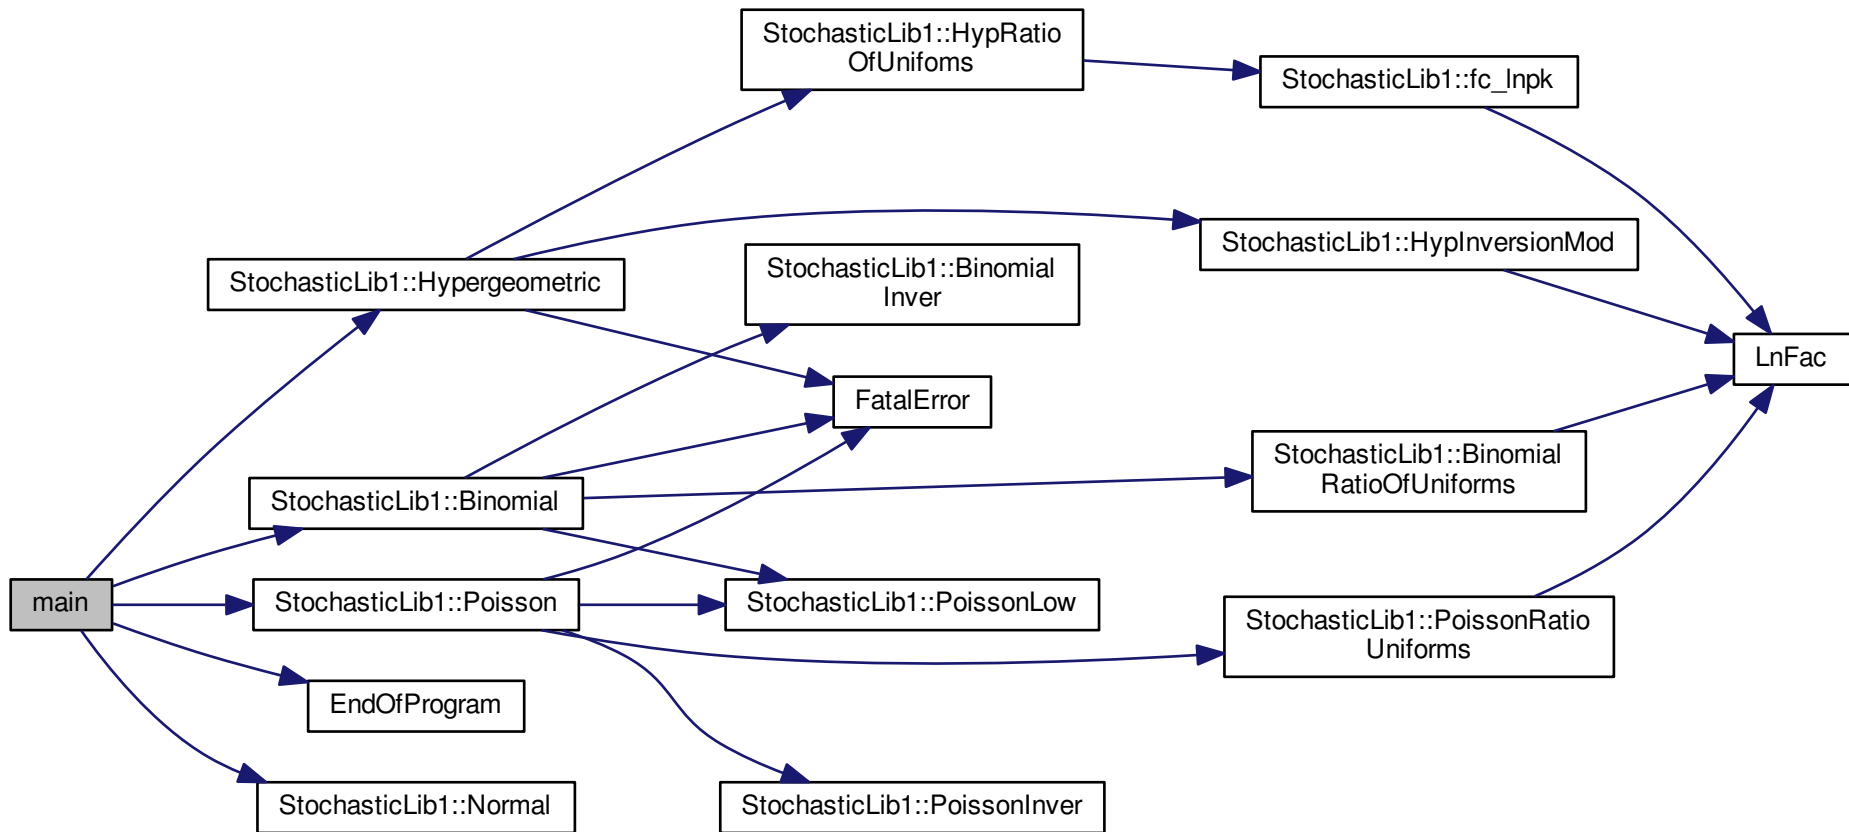 StochasticLib1::HypRatio
OfUnifoms
StochasticLib1::fc_lnpk
StochasticLib1::HypInversionMod
StochasticLib1::Hypergeometric
StochasticLib1::Binomial
Inver
LnFac
FatalError
StochasticLib1::Binomial
RatioOfUniforms
StochasticLib1::Binomial
main
StochasticLib1::Poisson
StochasticLib1::PoissonLow
StochasticLib1::PoissonRatio
Uniforms
EndOfProgram
StochasticLib1::Normal
StochasticLib1::PoissonInver